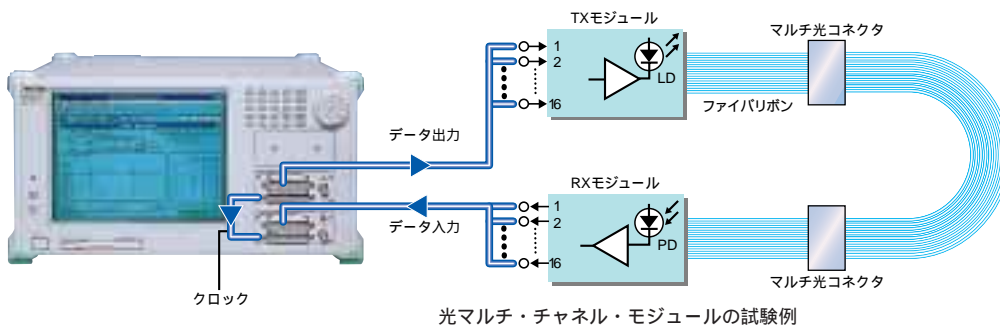 TXモジュール
マルチ光コネクタ
1
2
16
LD
ファイバリボン
データ出力
RXモジュール
1
2
16
PD
データ入力
クロック
マルチ光コネクタ
光マルチ・チャネル・モジュールの試験例